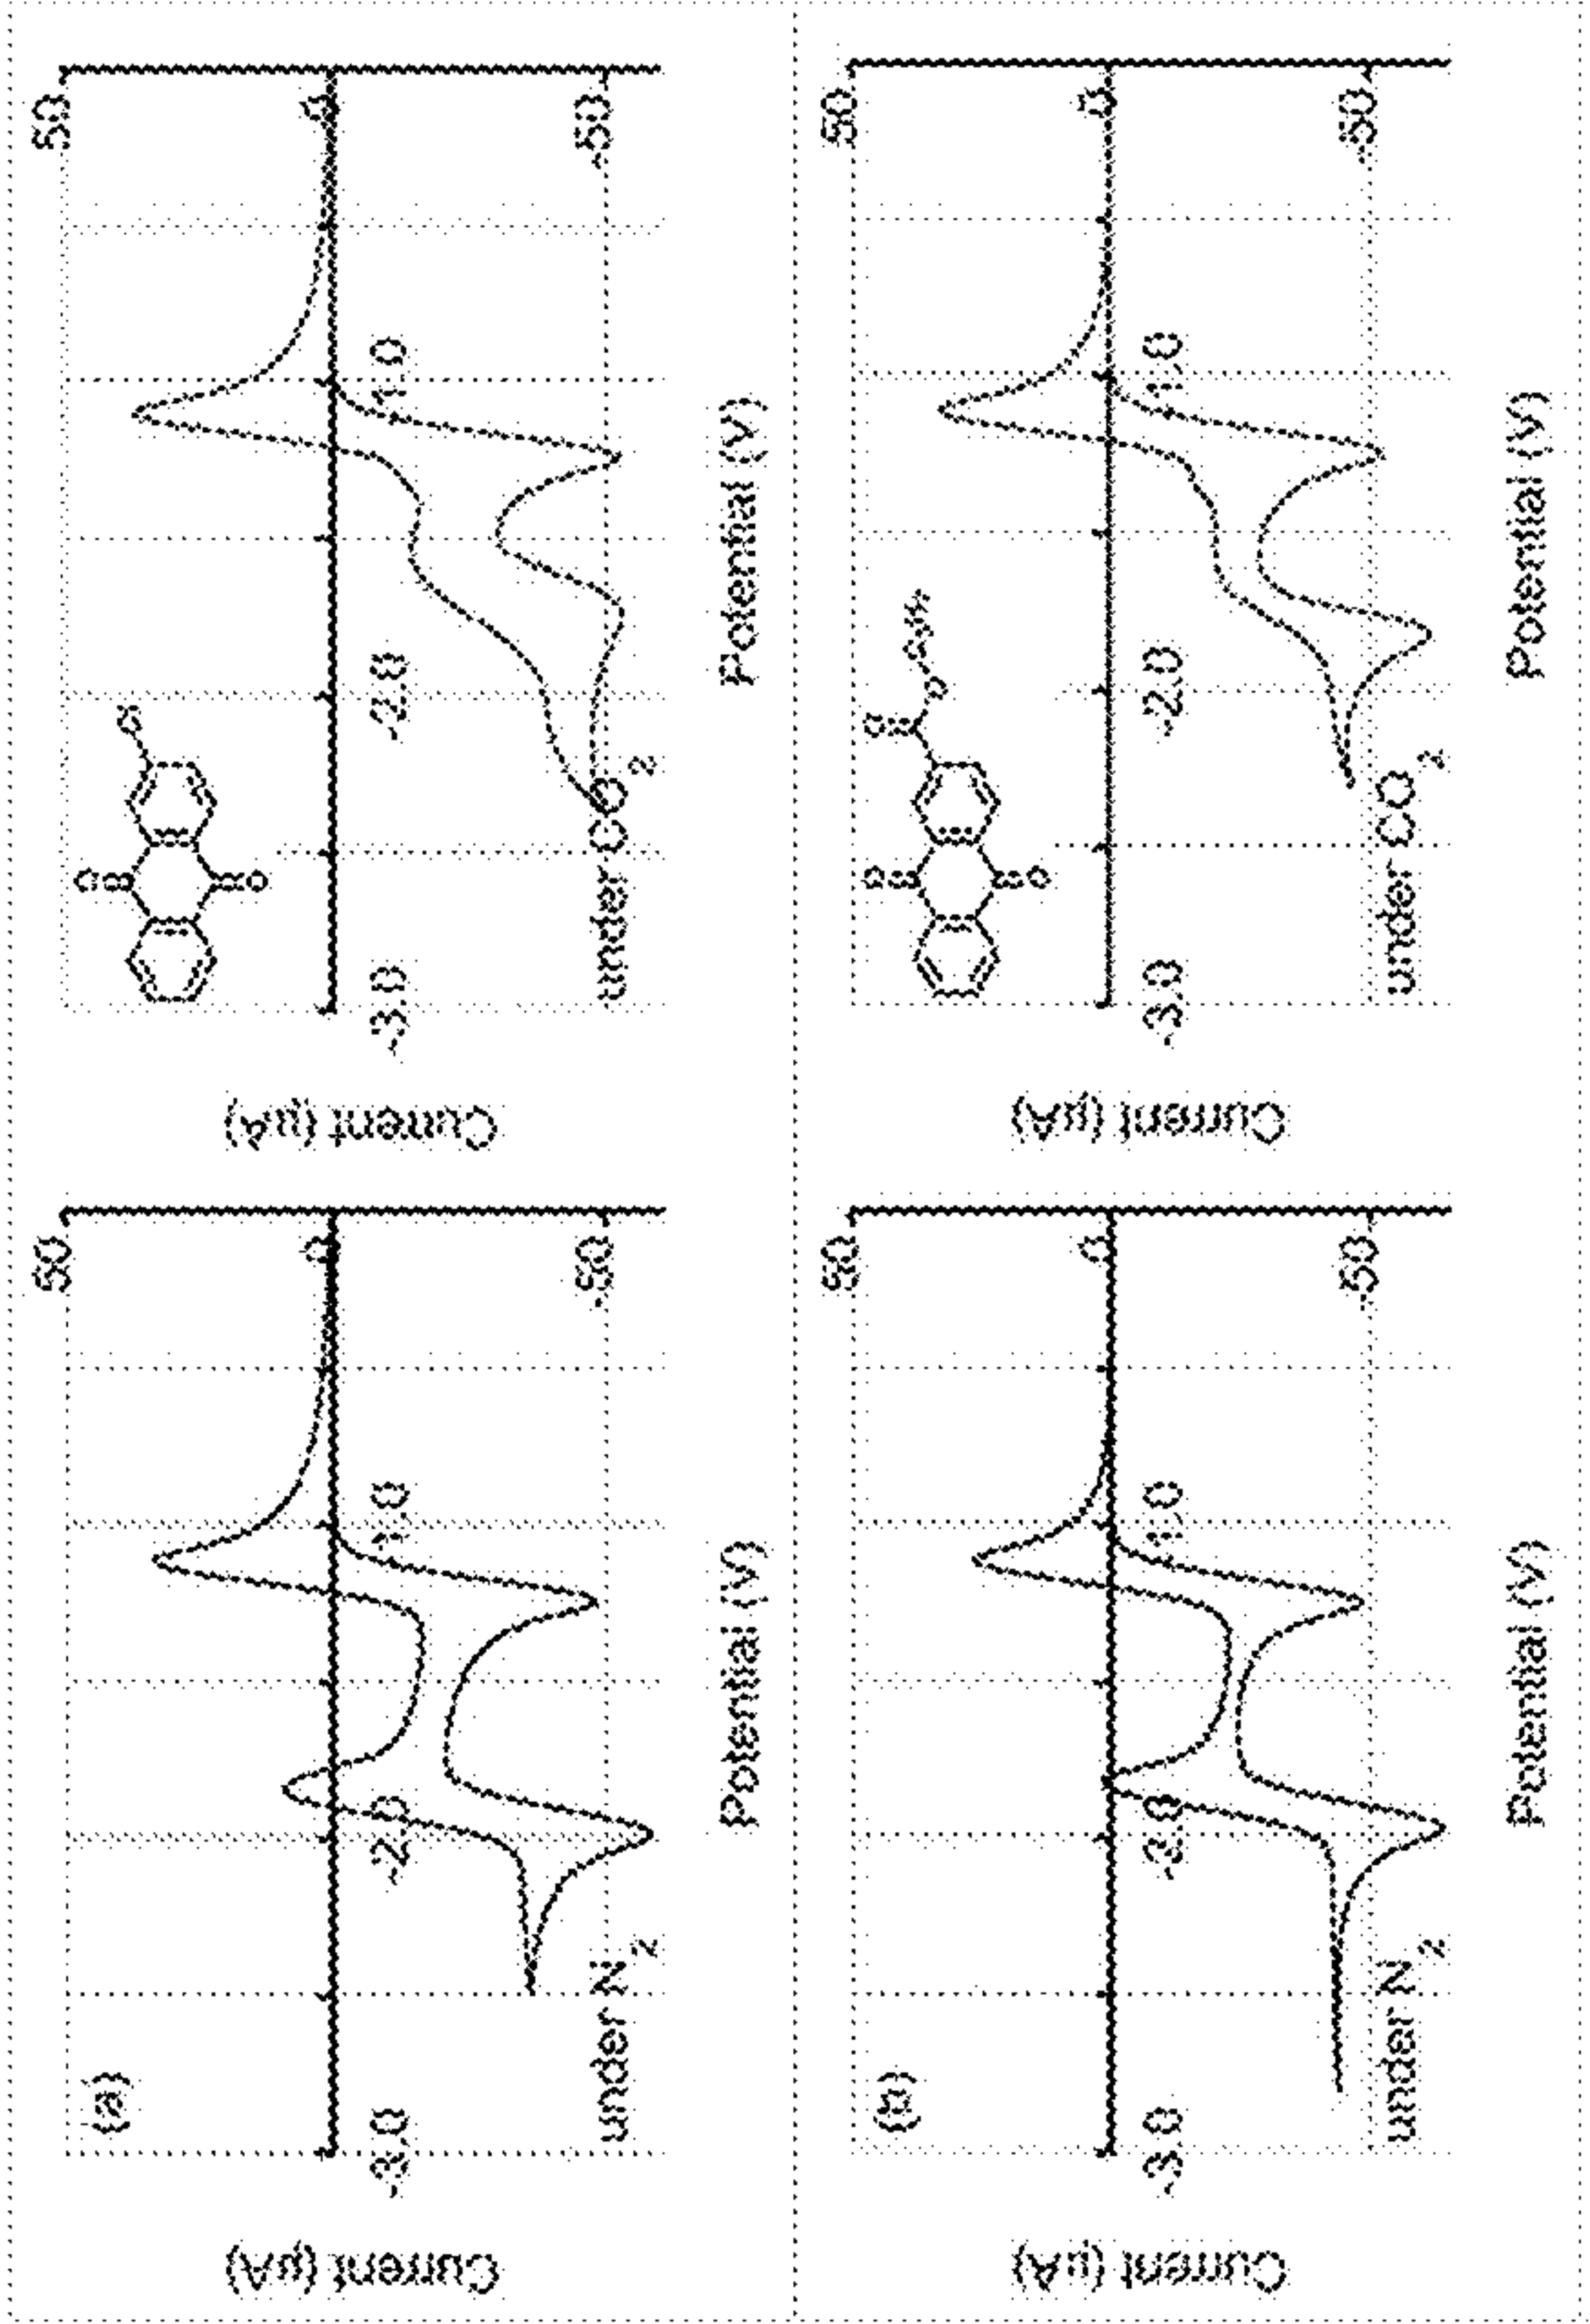 (a)
50
0
-50
-1.0
-2.0
-3.0
Current (μA)
Potential (V)
under N2
50
0
-50
-1.0
-2.0
-3.0
Current (μA)
Potential (V)
under CO2
O
O
Cl
50
0
-50
-1.0
-3.0
Current (μA)
Potential (V)
under N2
50
0
-50
-1.0
-2.0
-3.0
Current (μA)
Potential (V)
under CO2
O
O
O
O